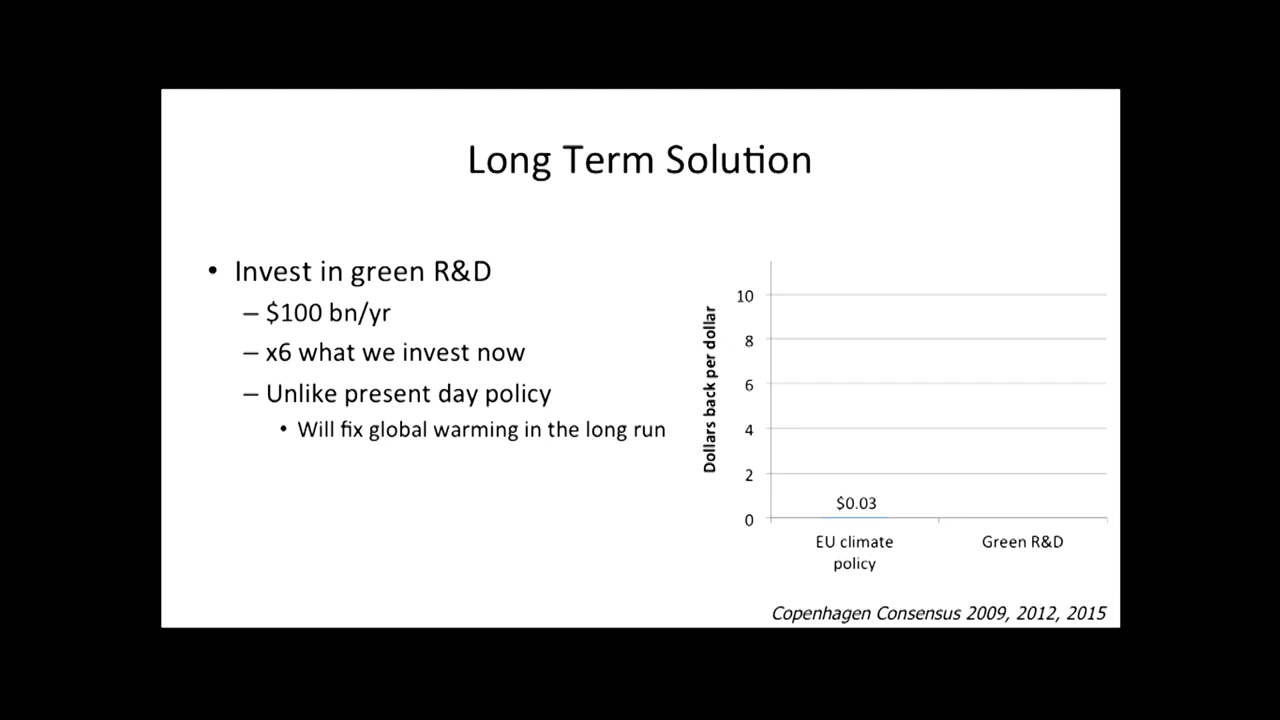 Long Term Solution
• Invest in green R&D
– $100 bn/yr
– x6 what we invest now
– Unlike present day policy
• Will fix global warming in the long run
Dollars back per dollar
10
8
6
4
2
0
$0.03
EU climate
policy
Green R&D
Copenhagen Consensus 2009, 2012, 2015